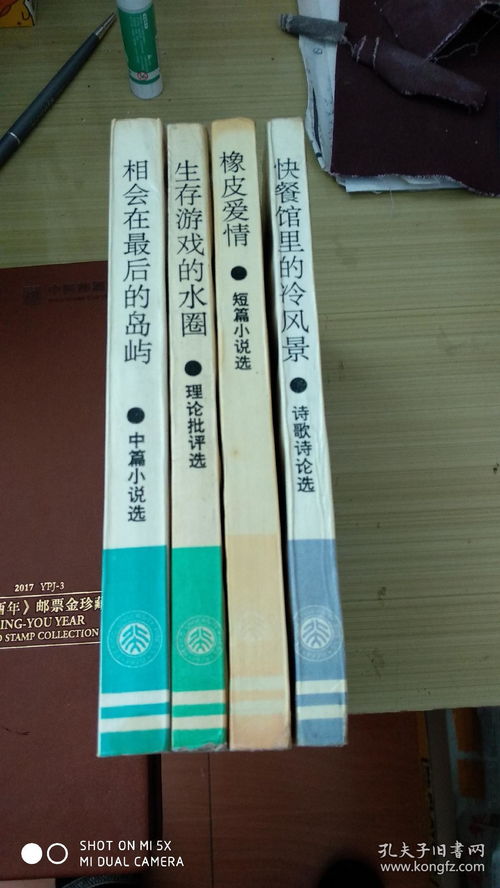 相会在最后的岛屿●中篇小说选
生存游戏的水圈●理论批评选
橡皮爱情●短篇小说选
快餐馆里的冷风景●诗歌诗论选
2017 YPJ-3
酉年》邮票金珍藏
ING-YOU YEAR
D STAMP COLLECTION
SHOT ON MI 5X
MI DUAL CAMERA
孔夫子旧书网
www.kongfz.com